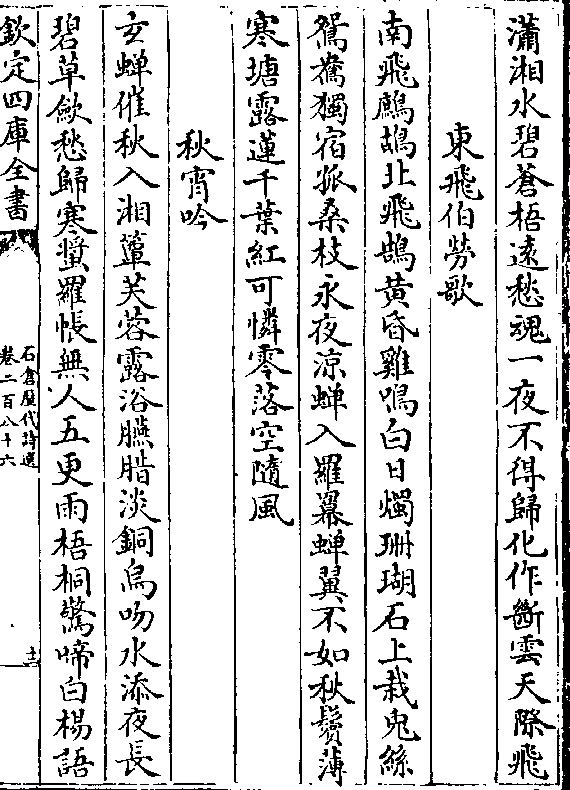 瀟湘水碧蒼梧遠愁魂一夜不得歸化作斷雲天際飛
東飛伯勞歌
南飛鷓鴣北飛鵠黄昏雞鳴白日燭珊瑚石上栽兎絲
鴛鴦獨宿孤桑枝永夜涼蟬入羅幕蟬翼不如秋鬢薄
寒塘露蓮千葉紅可憐零落空隨風
秋宵吟
玄蟬催秋入湘簟芙蓉露浴臙脂淡銅烏吻水添夜長
碧草斂愁歸寒螿羅帳無人五更雨梧桐驚啼白楊語
欽定四庫全書
石倉歷代詩選
卷二百八十六
十二